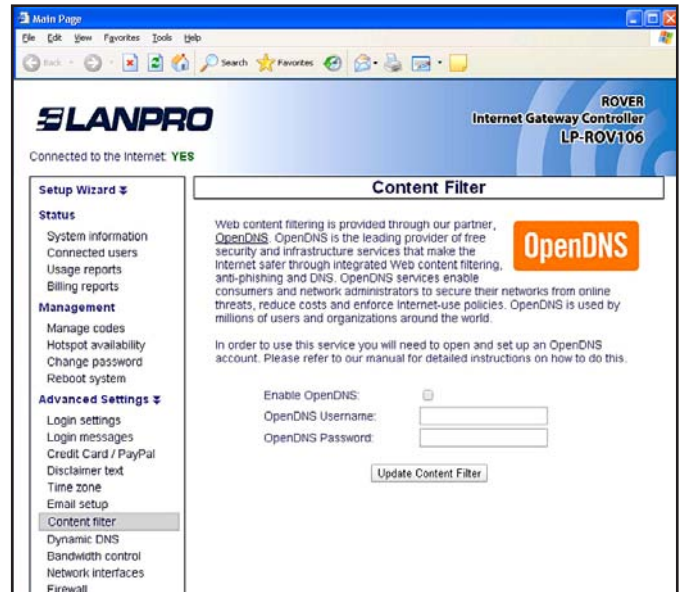 Main Page
File Edit View Favorites Tools Help
Back Search Favorites
LANPRO
ROVER
Internet Gateway Controller
LP-ROV106
Connected to the Internet: YES
Setup Wizard
Status
System information
Connected users
Usage reports
Billing reports
Management
Manage codes
Hotspot availability
Change password
Reboot system
Advanced Settings
Login settings
Login messages
Credit Card / PayPal
Disclaimer text
Time zone
Email setup
Content filter
Dynamic DNS
Bandwidth control
Network interfaces
Firewall
Content Filter
Web content filtering is provided through our partner,
OpenDNS. OpenDNS is the leading provider of free
security and infrastructure services that make the
Internet safer through integrated Web content filtering,
anti-phishing and DNS. OpenDNS services enable
consumers and network administrators to secure their networks from online
threats, reduce costs and enforce Internet-use policies. OpenDNS is used by
millions of users and organizations around the world.
OpenDNS
In order to use this service you will need to open and set up an OpenDNS
account. Please refer to our manual for detailed instructions on how to do this.
Enable OpenDNS:
OpenDNS Username:
OpenDNS Password:
Update Content Filter